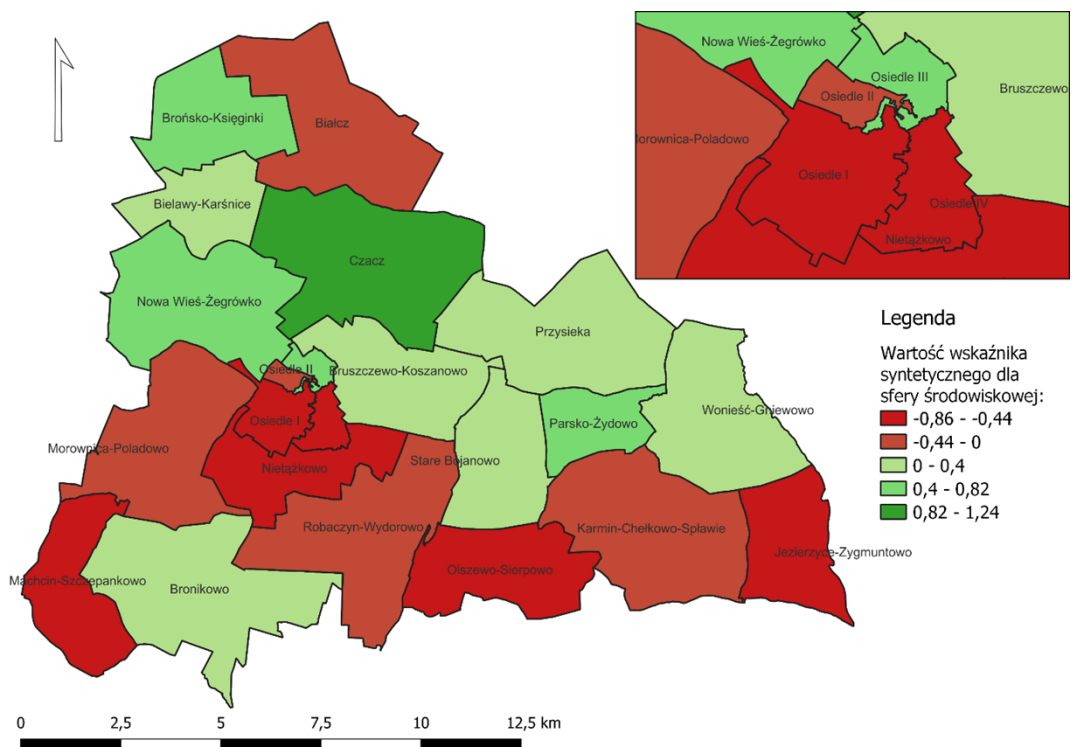 Brońsko-Księginki
Białcz
Bielawy-Karśnice
Czacz
Nowa Wieś-Żegrówko
Przysieka
Osiedle II
Bruszczewo-Koszanowo
Wonieść-Gniewowo
Parsko-Żydowo
Osiedle I
Morownica-Poladowo
Stare Bojanowo
Nietążkowo
Robaczyn-Wydorowo
Karmin-Chełkowo-Spławie
Jezierzyce-Zygmuntowo
Olszewo-Sierpowo
Machcin-Szczepankowo
Bronikowo
Nowa Wieś-Żegrówko
Osiedle III
Bruszczewo
Osiedle II
Morownica-Poladowo
Osiedle I
Osiedle IV
Nietążkowo
Legenda
Wartość wskaźnika
syntetycznego dla
sfery środowiskowej:
-0,86 - -0,44
-0,44 - 0
0 - 0,4
0,4 - 0,82
0,82 - 1,24
0 2,5 5 7,5 10 12,5 km